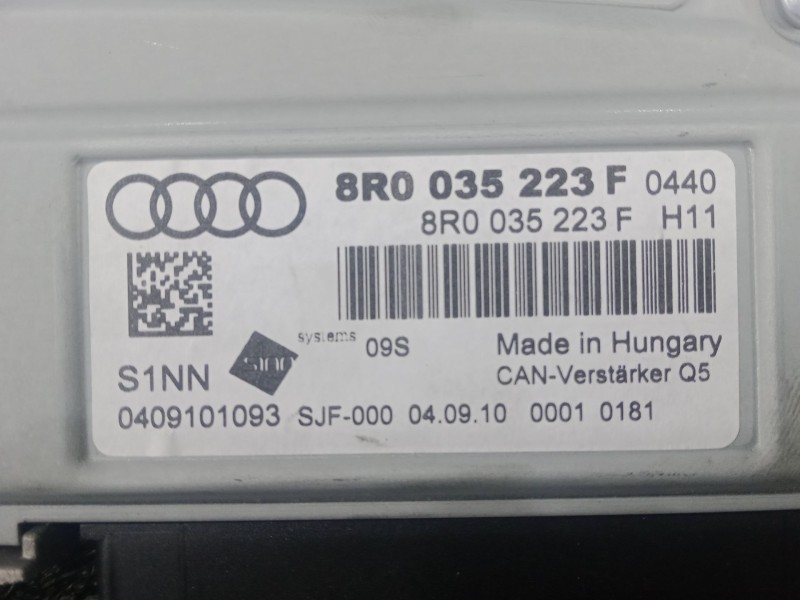 8R0 035 223 F 0440
8R0 035 223 F H11
systems 09S Made in Hungary
S1NN CAN-Verstärker Q5
0409101093 SJF-000 04.09.10 0001 0181